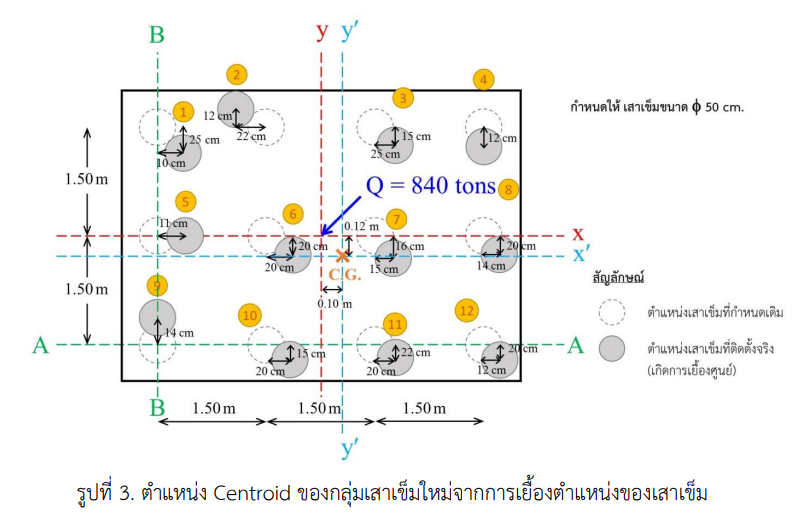 B
y
y′
2
4
3
1
12 cm
22 cm
25 cm
10 cm
15 cm
25 cm
12 cm
กำหนดให้ เสาเข็มขนาด ϕ 50 cm.
1.50 m
Q = 840 tons
8
5
6
7
11 cm
0.12 m
x
20 cm
20 cm
16 cm
15 cm
20 cm
14 cm
x′
C.G.
0.10 m
1.50 m
9
14 cm
10
11
12
สัญลักษณ์
ตำแหน่งเสาเข็มที่กำหนดเดิม
ตำแหน่งเสาเข็มที่ติดตั้งจริง
(เกิดการเยื้องศูนย์)
A
A
15 cm
20 cm
22 cm
20 cm
20 cm
12 cm
B
1.50 m
1.50 m
1.50 m
y′
รูปที่ 3. ตำแหน่ง Centroid ของกลุ่มเสาเข็มใหม่จากการเยื้องตำแหน่งของเสาเข็ม